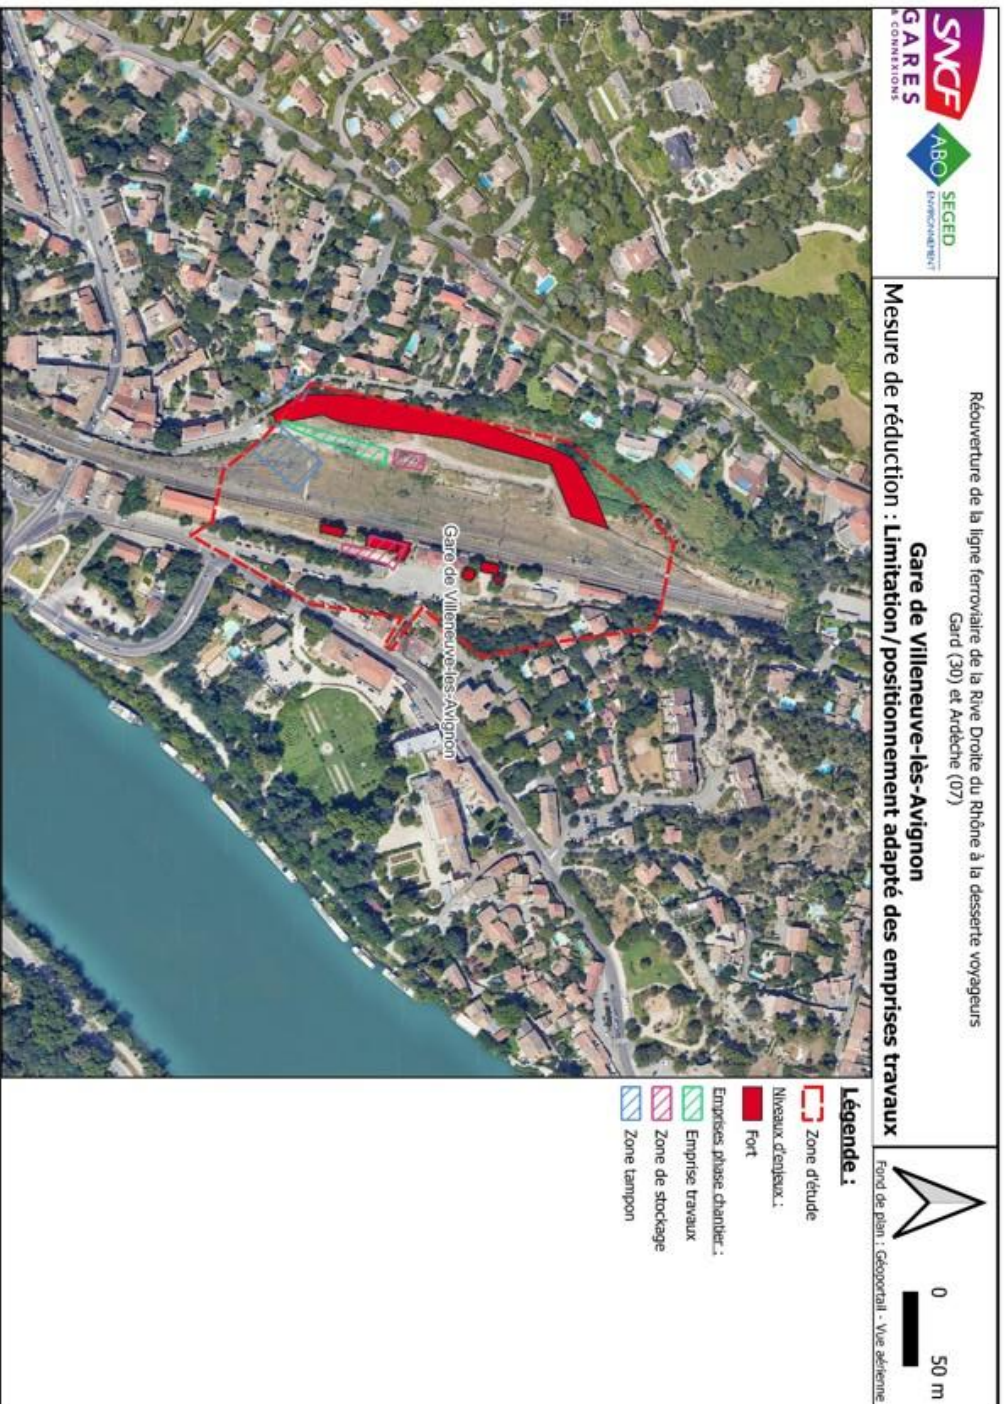 SNCF
GARES
& CONNEXIONS
ABO
SEGED
ENVIRONNEMENT
Réouverture de la ligne ferroviaire de la Rive Droite du Rhône à la desserte voyageurs
Gard (30) et Ardèche (07)
Gare de Villeneuve-lès-Avignon
Mesure de réduction : Limitation/positionnement adapté des emprises travaux
0 50 m
Fond de plan : Géoportail - Vue aérienne
Gare de Villeneuve-lès-Avignon
Légende :
Zone d'étude
Niveaux d'enjeux :
Fort
Emprises phase chantier :
Emprise travaux
Zone de stockage
Zone tampon